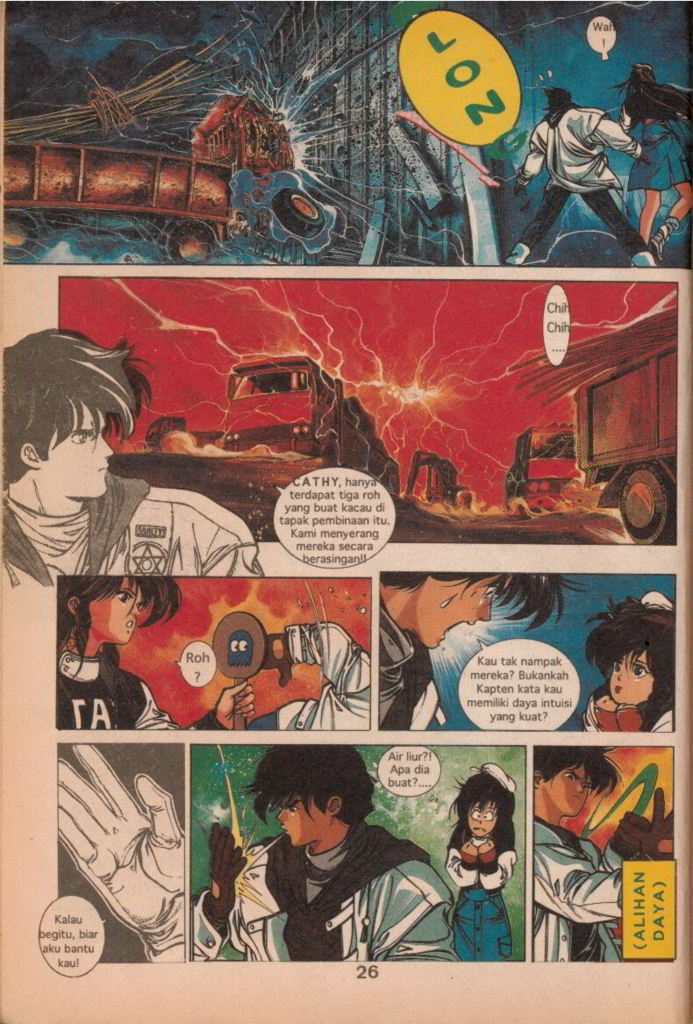 ZOL
Wah
!
Chih
Chih
....
CATHY, hanya
terdapat tiga roh
yang buat kacau di
tapak pembinaan itu.
Kami menyerang
mereka secara
berasingan!!
Roh
?
TA
Kau tak nampak
mereka? Bukankah
Kapten kata kau
memiliki daya intuisi
yang kuat?
Kalau
begitu, biar
aku bantu
kau!
Air liur?!
Apa dia
buat?....
(ALIHAN
DAYA)
26